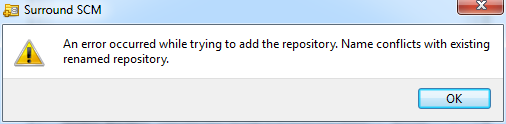 Surround SCM
An error occurred while trying to add the repository. Name conflicts with existing
renamed repository.
OK